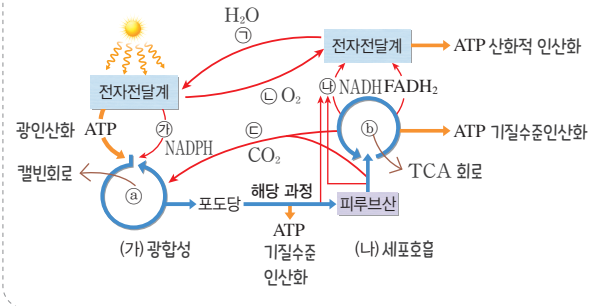 H₂O
㉠
전자전달계
ATP 산화적 인산화
전자전달계
㉡ O₂
㉯ NADH FADH₂
광인산화 ATP
㉮
NADPH
㉢
CO₂
ⓑ
ATP 기질수준인산화
캘빈회로
TCA 회로
ⓐ
포도당
해당 과정
피루브산
ATP
기질수준
인산화
(가) 광합성
(나) 세포호흡